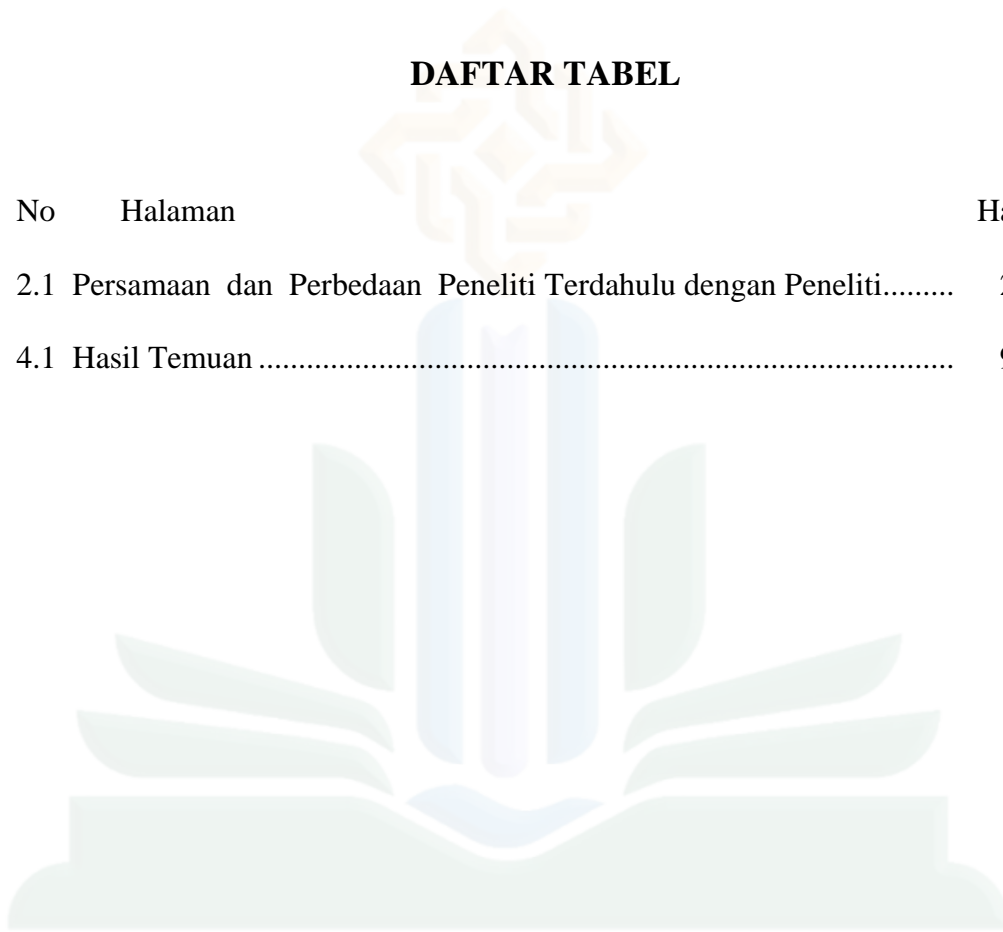 DAFTAR TABEL
No Halaman
2.1 Persamaan dan Perbedaan Peneliti Terdahulu dengan Peneliti.........
4.1 Hasil Temuan ........................................................................................